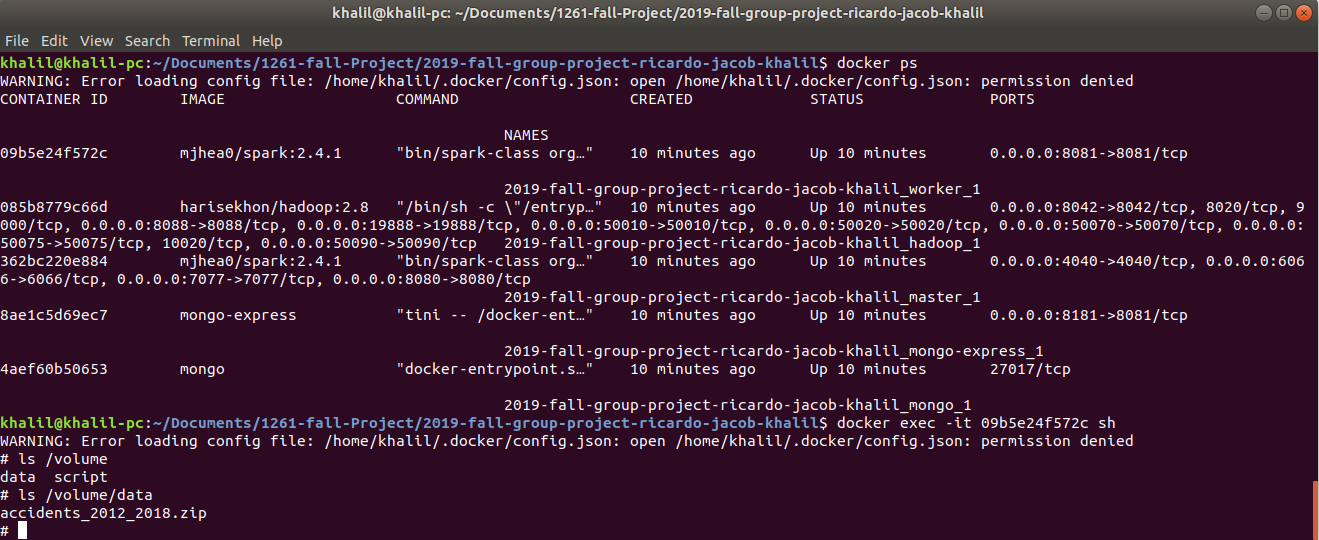 khalil@khalil-pc: ~/Documents/1261-fall-Project/2019-fall-group-project-ricardo-jacob-khalil
File Edit View Search Terminal Help
khalil@khalil-pc:~/Documents/1261-fall-Project/2019-fall-group-project-ricardo-jacob-khalil$ docker ps
WARNING: Error loading config file: /home/khalil/.docker/config.json: open /home/khalil/.docker/config.json: permission denied
CONTAINER ID        IMAGE                   COMMAND                  CREATED             STATUS              PORTS
NAMES
09b5e24f572c        mjhea0/spark:2.4.1      "bin/spark-class org…"   10 minutes ago      Up 10 minutes       0.0.0.0:8081->8081/tcp
2019-fall-group-project-ricardo-jacob-khalil_worker_1
085b8779c66d        harisekhon/hadoop:2.8   "/bin/sh -c \"/entryp…"   10 minutes ago      Up 10 minutes       0.0.0.0:8042->8042/tcp, 8020/tcp, 9
000/tcp, 0.0.0.0:8088->8088/tcp, 0.0.0.0:19888->19888/tcp, 0.0.0.0:50010->50010/tcp, 0.0.0.0:50020->50020/tcp, 0.0.0.0:50070->50070/tcp, 0.0.0.0:
50075->50075/tcp, 10020/tcp, 0.0.0.0:50090->50090/tcp   2019-fall-group-project-ricardo-jacob-khalil_hadoop_1
362bc220e884        mjhea0/spark:2.4.1      "bin/spark-class org…"   10 minutes ago      Up 10 minutes       0.0.0.0:4040->4040/tcp, 0.0.0.0:606
6->6066/tcp, 0.0.0.0:7077->7077/tcp, 0.0.0.0:8080->8080/tcp
2019-fall-group-project-ricardo-jacob-khalil_master_1
8ae1c5d69ec7        mongo-express           "tini -- /docker-ent…"   10 minutes ago      Up 10 minutes       0.0.0.0:8181->8081/tcp
2019-fall-group-project-ricardo-jacob-khalil_mongo-express_1
4aef60b50653        mongo                   "docker-entrypoint.s…"   10 minutes ago      Up 10 minutes       27017/tcp
2019-fall-group-project-ricardo-jacob-khalil_mongo_1
khalil@khalil-pc:~/Documents/1261-fall-Project/2019-fall-group-project-ricardo-jacob-khalil$ docker exec -it 09b5e24f572c sh
WARNING: Error loading config file: /home/khalil/.docker/config.json: open /home/khalil/.docker/config.json: permission denied
# ls /volume
data  script
# ls /volume/data
accidents_2012_2018.zip
#